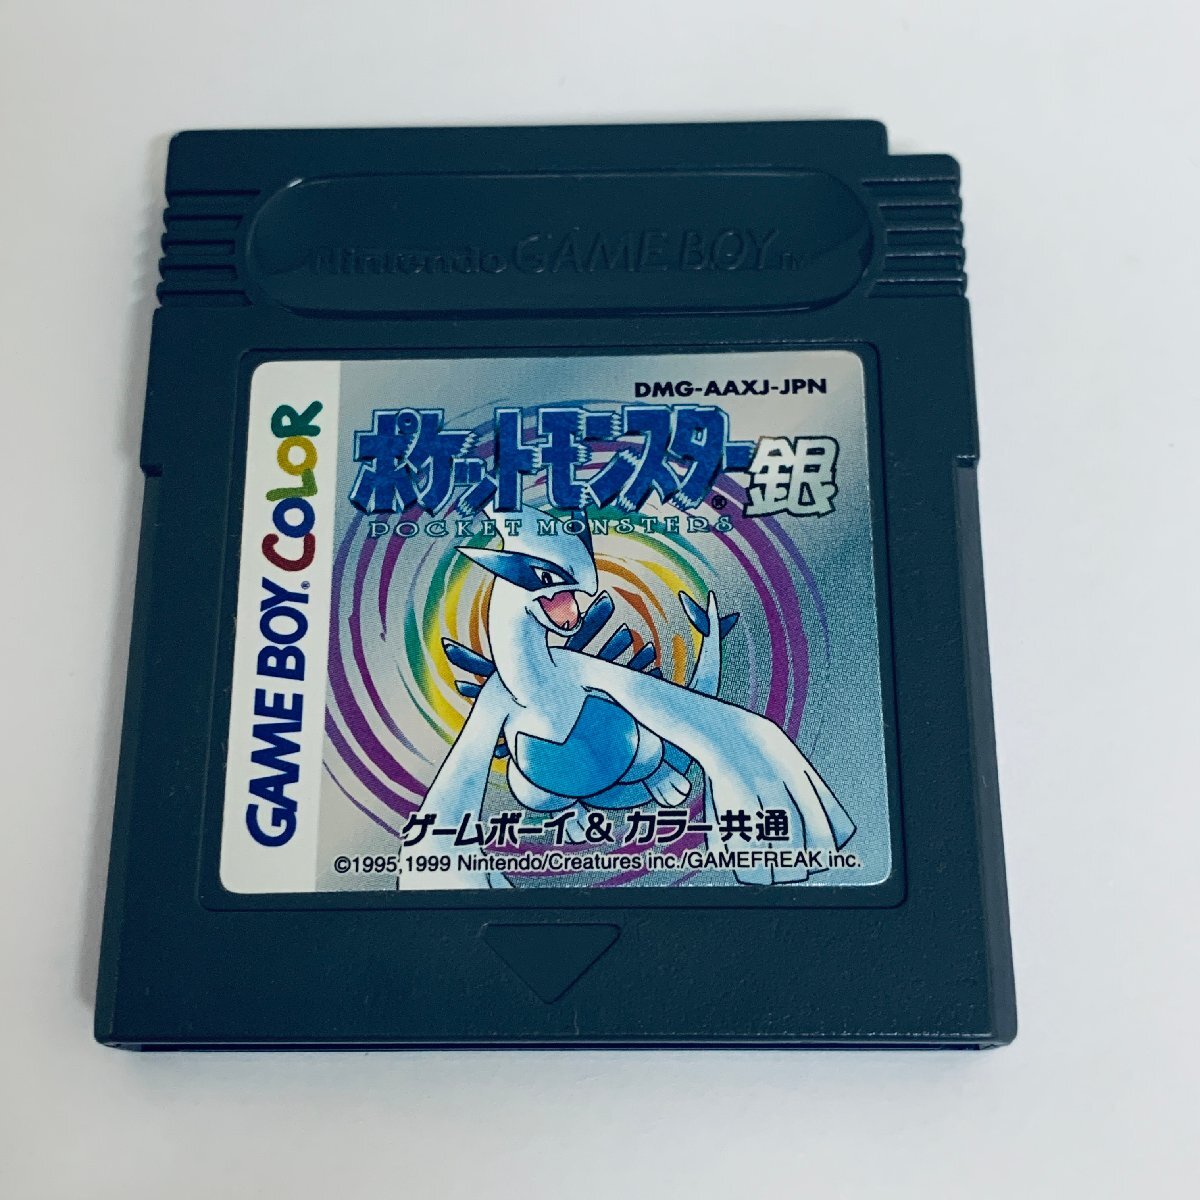 Nintendo GAME BOY TM
DMG-AAXJ-JPN
ポケットモンスター銀
®
POCKET MONSTERS
GAME BOY® COLOR
ゲームボーイ & カラー共通
©1995,1999 Nintendo/Creatures inc./GAMEFREAK inc.